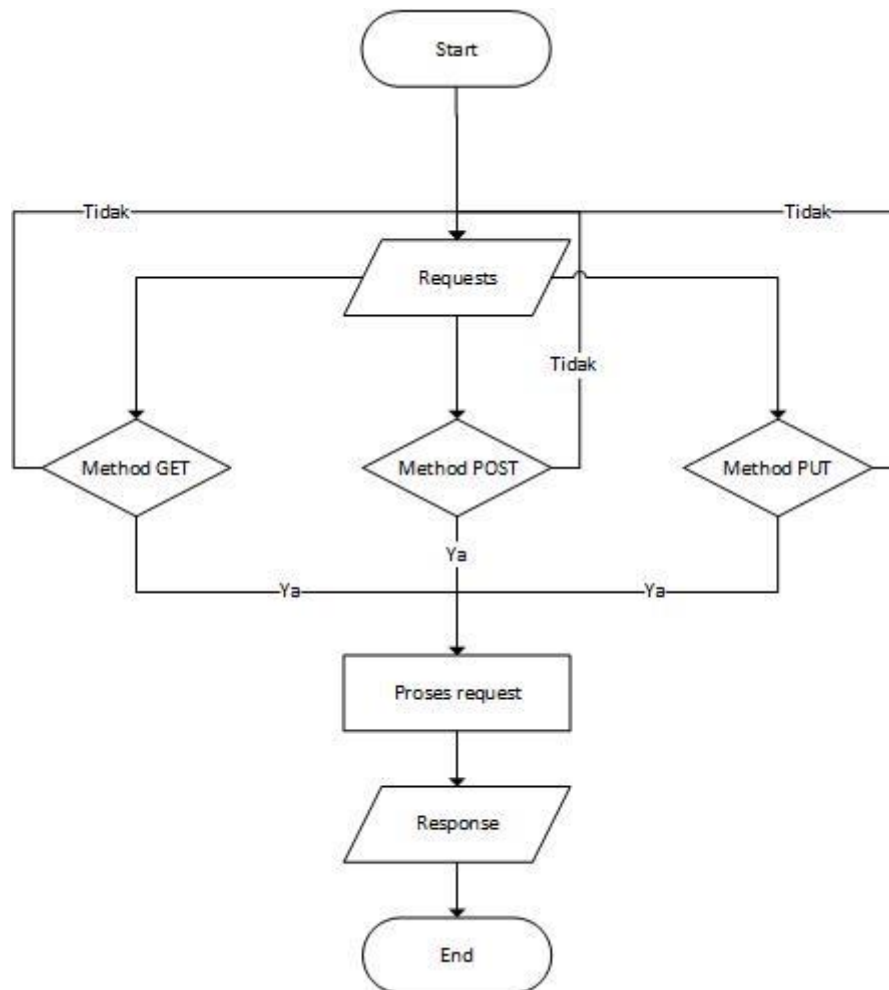 Start
Tidak
Tidak
Requests
Tidak
Method GET
Method POST
Method PUT
Ya
Ya
Ya
Proses request
Response
End